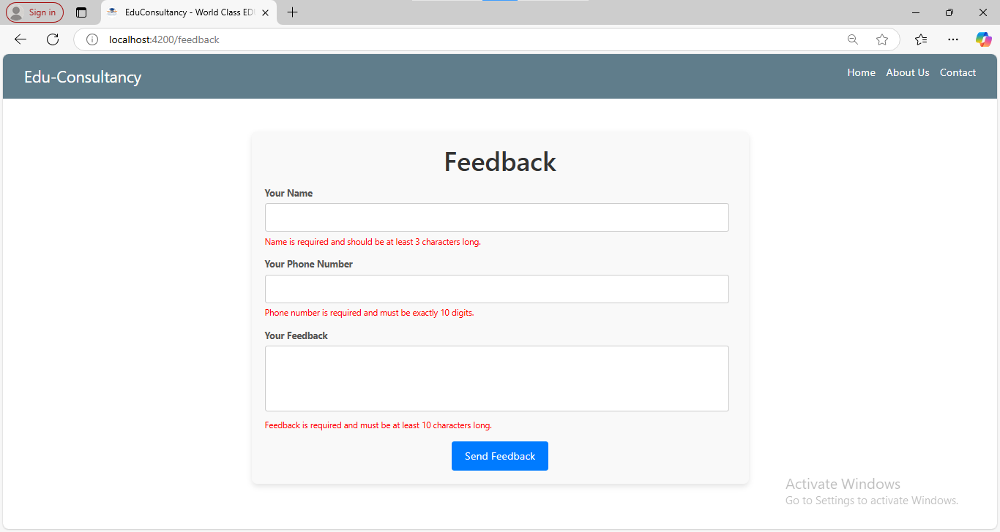 Sign in
EduConsultancy - World Class ED
localhost:4200/feedback
Edu-Consultancy
Home About Us Contact
Feedback
Your Name
Name is required and should be at least 3 characters long.
Your Phone Number
Phone number is required and must be exactly 10 digits.
Your Feedback
Feedback is required and must be at least 10 characters long.
Send Feedback
Activate Windows
Go to Settings to activate Windows.